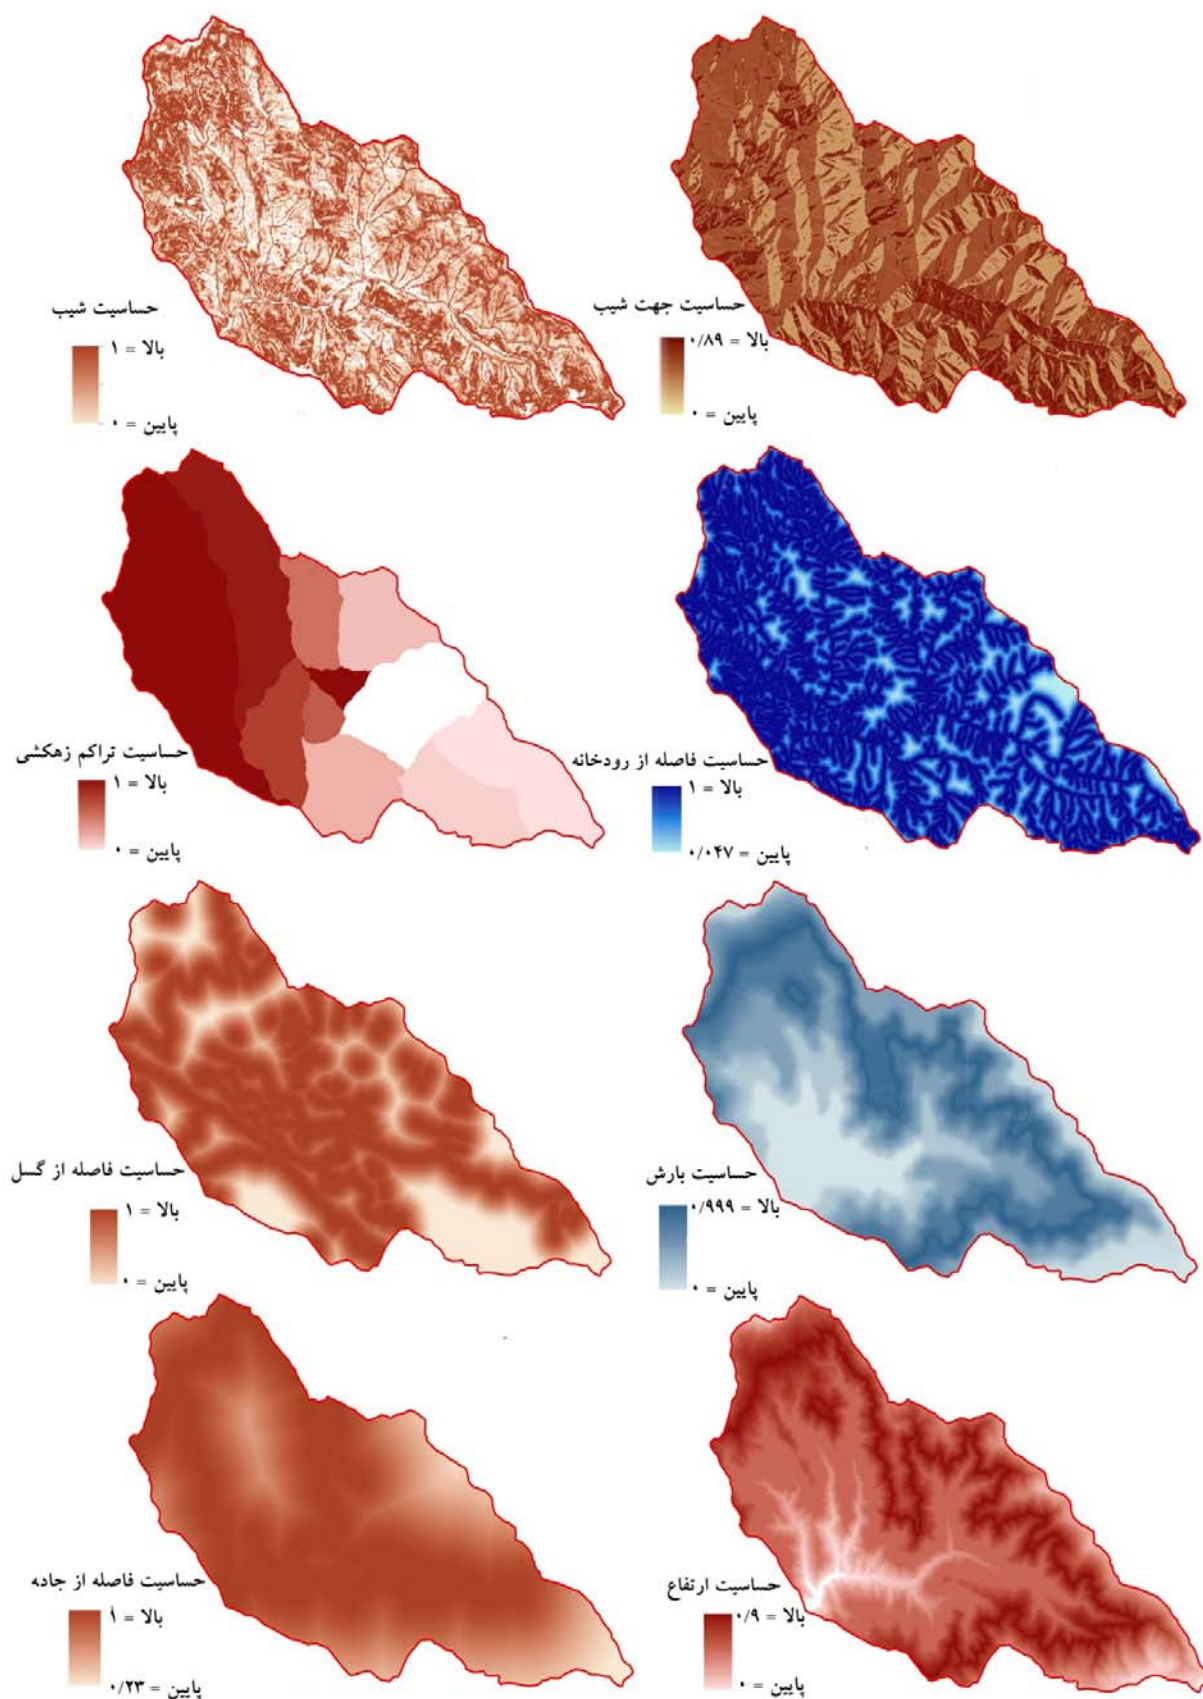 حساسیت جهت شیب
بالا = ۰/۸۹
پایین = ۰
حساسیت شیب
بالا = ۱
پایین = ۰
حساسیت فاصله از رودخانه
بالا = ۱
پایین = ۰/۰۴۷
حساسیت تراکم زهکشی
بالا = ۱
پایین = ۰
حساسیت بارش
بالا = ۰/۹۹۹
پایین = ۰
حساسیت فاصله از گسل
بالا = ۱
پایین = ۰
حساسیت ارتفاع
بالا = ۰/۹
پایین = ۰
حساسیت فاصله از جاده
بالا = ۱
پایین = ۰/۲۳